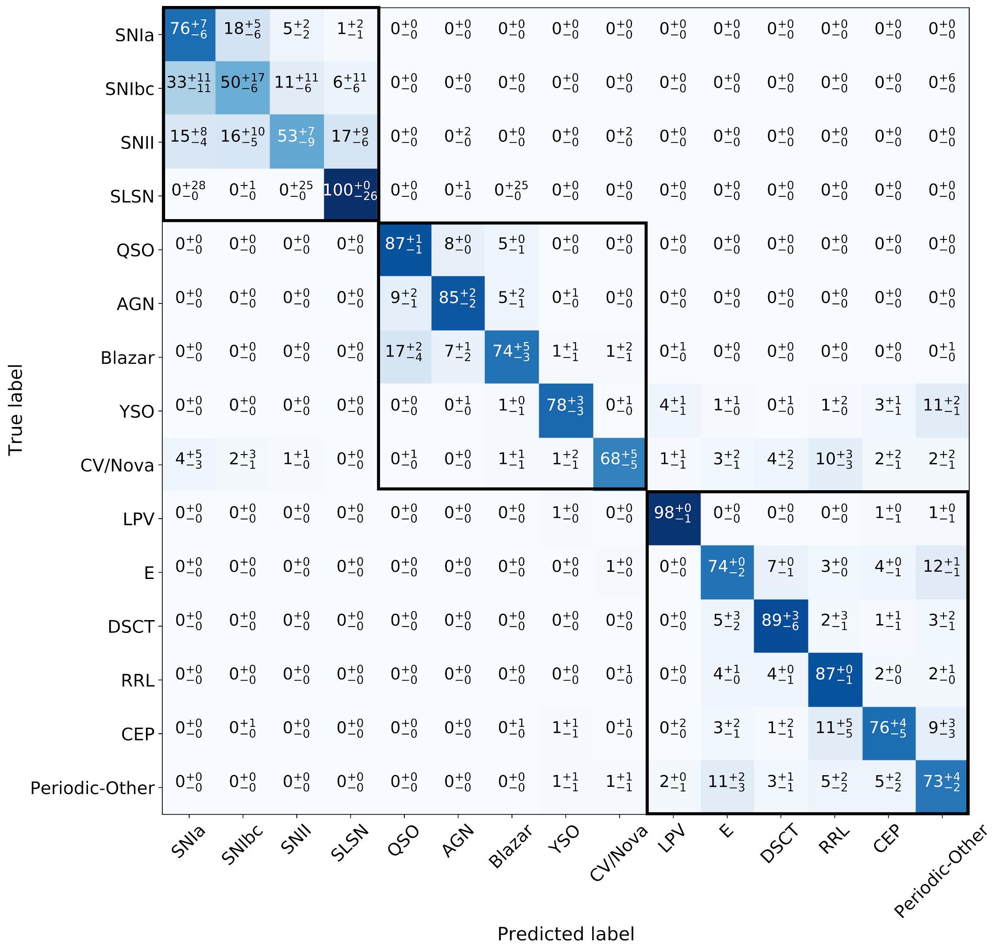 SNIa 76+7−6 18+5−6 5+2−2 1+2−1 0+0−0 0+0−0 0+0−0 0+0−0 0+0−0 0+0−0 0+0−0 0+0−0 0+0−0 0+0−0 0+0−0
SNIbc 33+11−11 50+17−6 11+11−6 6+11−6 0+0−0 0+0−0 0+0−0 0+0−0 0+0−0 0+0−0 0+0−0 0+0−0 0+0−0 0+0−0 0+6−0
SNII 15+8−4 16+10−5 53+7−9 17+9−6 0+0−0 0+2−0 0+0−0 0+0−0 0+2−0 0+0−0 0+0−0 0+0−0 0+0−0 0+0−0 0+0−0
SLSN 0+28−0 0+1−0 0+25−0 100+0−26 0+0−0 0+1−0 0+25−0 0+0−0 0+0−0 0+0−0 0+0−0 0+0−0 0+0−0 0+0−0 0+0−0
QSO 0+0−0 0+0−0 0+0−0 0+0−0 87+1−1 8+0−0 5+0−1 0+0−0 0+0−0 0+0−0 0+0−0 0+0−0 0+0−0 0+0−0 0+0−0
AGN 0+0−0 0+0−0 0+0−0 0+0−0 9+2−1 85+2−2 5+2−1 0+1−0 0+0−0 0+0−0 0+0−0 0+0−0 0+0−0 0+0−0 0+0−0
Blazar 0+0−0 0+0−0 0+0−0 0+0−0 17+2−4 7+1−2 74+5−3 1+1−1 1+2−1 0+1−0 0+0−0 0+0−0 0+0−0 0+0−0 0+1−0
YSO 0+0−0 0+0−0 0+0−0 0+0−0 0+0−0 0+1−0 1+0−1 78+3−3 0+1−0 4+1−1 1+1−0 0+1−0 1+2−0 3+1−1 11+2−1
CV/Nova 4+5−3 2+3−1 1+1−0 0+0−0 0+1−0 0+0−0 1+1−1 1+2−1 68+5−5 1+1−1 3+2−1 4+2−2 10+3−3 2+2−1 2+2−1
LPV 0+0−0 0+0−0 0+0−0 0+0−0 0+0−0 0+0−0 0+0−0 1+0−0 0+0−0 98+0−1 0+0−0 0+0−0 0+0−0 1+0−1 1+0−1
E 0+0−0 0+0−0 0+0−0 0+0−0 0+0−0 0+0−0 0+0−0 0+0−0 1+0−0 0+0−0 74+0−2 7+0−1 3+0−0 4+0−1 12+1−1
DSCT 0+0−0 0+0−0 0+0−0 0+0−0 0+0−0 0+0−0 0+0−0 0+0−0 0+0−0 0+0−0 5+3−2 89+3−6 2+3−1 1+1−1 3+2−1
RRL 0+0−0 0+0−0 0+0−0 0+0−0 0+0−0 0+0−0 0+0−0 0+0−0 0+1−0 0+0−0 4+1−0 4+0−1 87+0−1 2+0−0 2+1−0
CEP 0+0−0 0+1−0 0+0−0 0+0−0 0+0−0 0+0−0 0+1−0 1+1−1 0+1−0 0+2−0 3+2−1 1+2−1 11+5−5 76+4−5 9+3−3
Periodic-Other 0+0−0 0+0−0 0+0−0 0+0−0 0+0−0 0+0−0 0+0−0 1+1−1 1+1−1 2+0−1 11+2−3 3+1−1 5+2−2 5+2−2 73+4−2
True label
SNIa SNIbc SNII SLSN QSO AGN Blazar YSO CV/Nova LPV E DSCT RRL CEP Periodic-Other
Predicted label